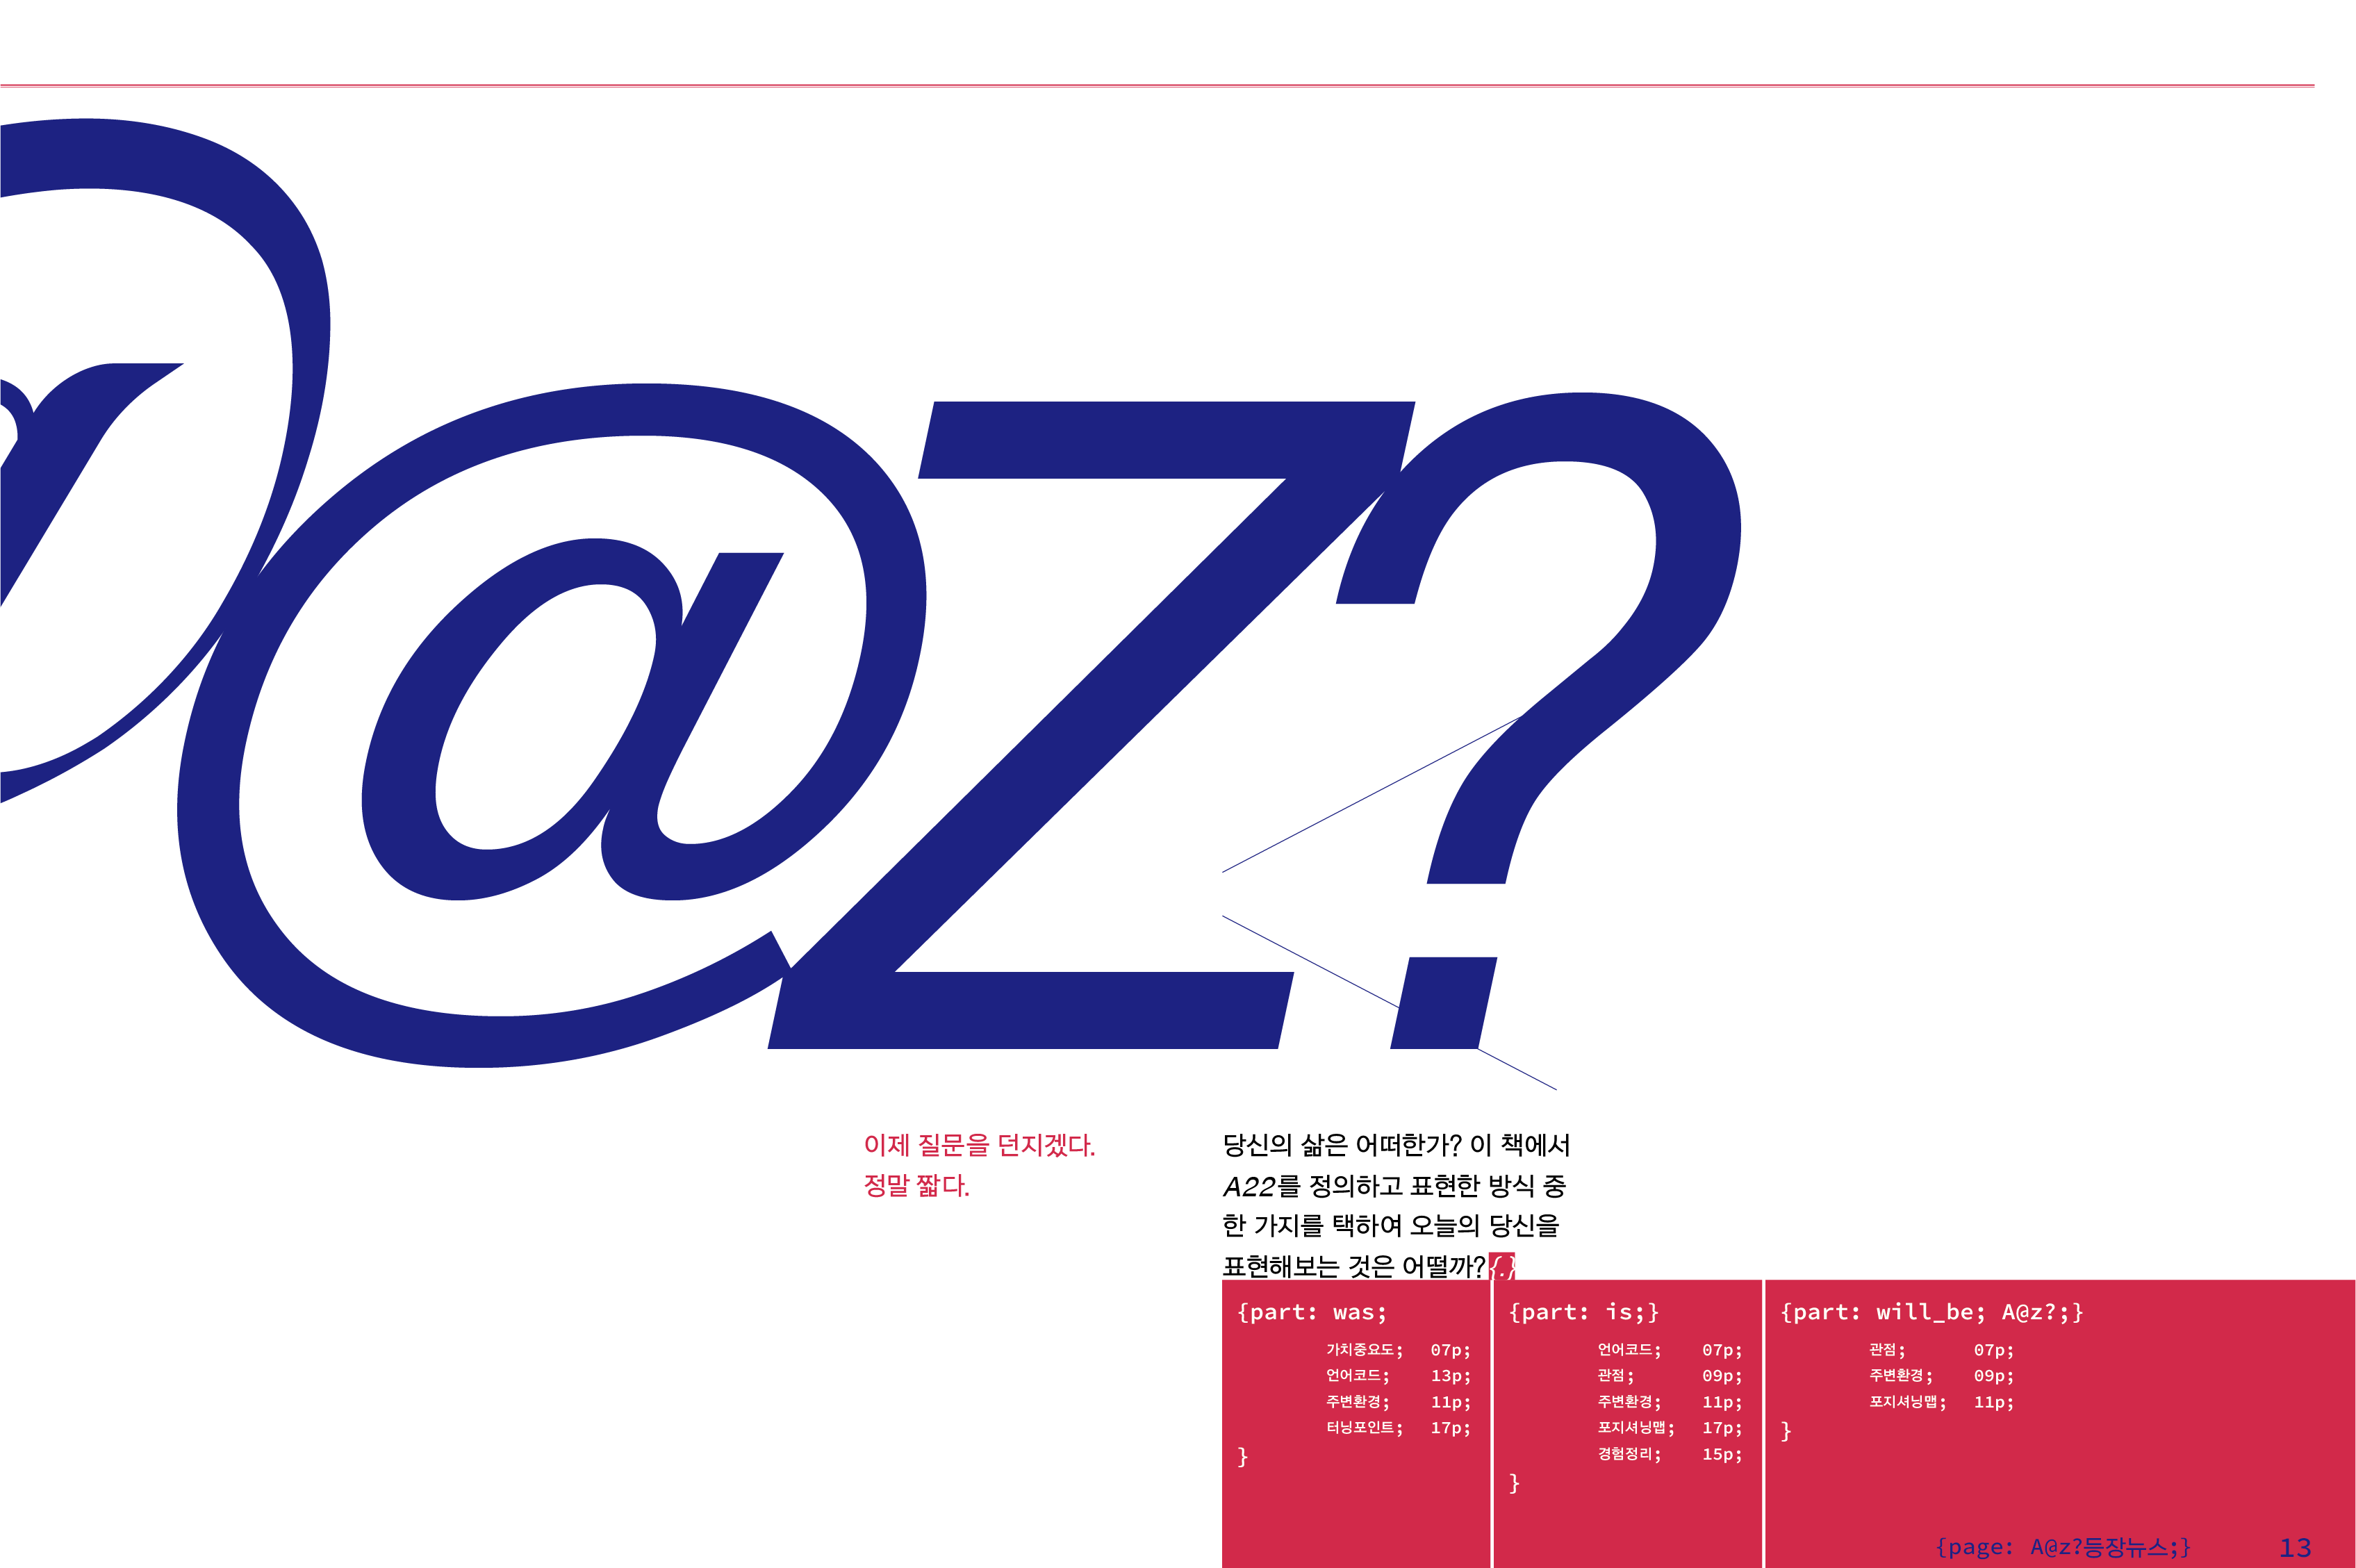 @Z?
이제 질문을 던지겠다.
정말 짧다.
당신의 삶은 어떠한가? 이 책에서
A22를 정의하고 표현한 방식 중
한 가지를 택하여 오늘의 당신을
표현해보는 것은 어떨까?{.}
{part: was;
가치중요도; 07p;
언어코드; 13p;
주변환경; 11p;
터닝포인트; 17p;
}
{part: is;}
언어코드; 07p;
관점; 09p;
주변환경; 11p;
포지셔닝맵; 17p;
경험정리; 15p;
}
{part: will_be; A@z?;}
관점; 07p;
주변환경; 09p;
포지셔닝맵; 11p;
}
{page: A@z?등장뉴스;} 13